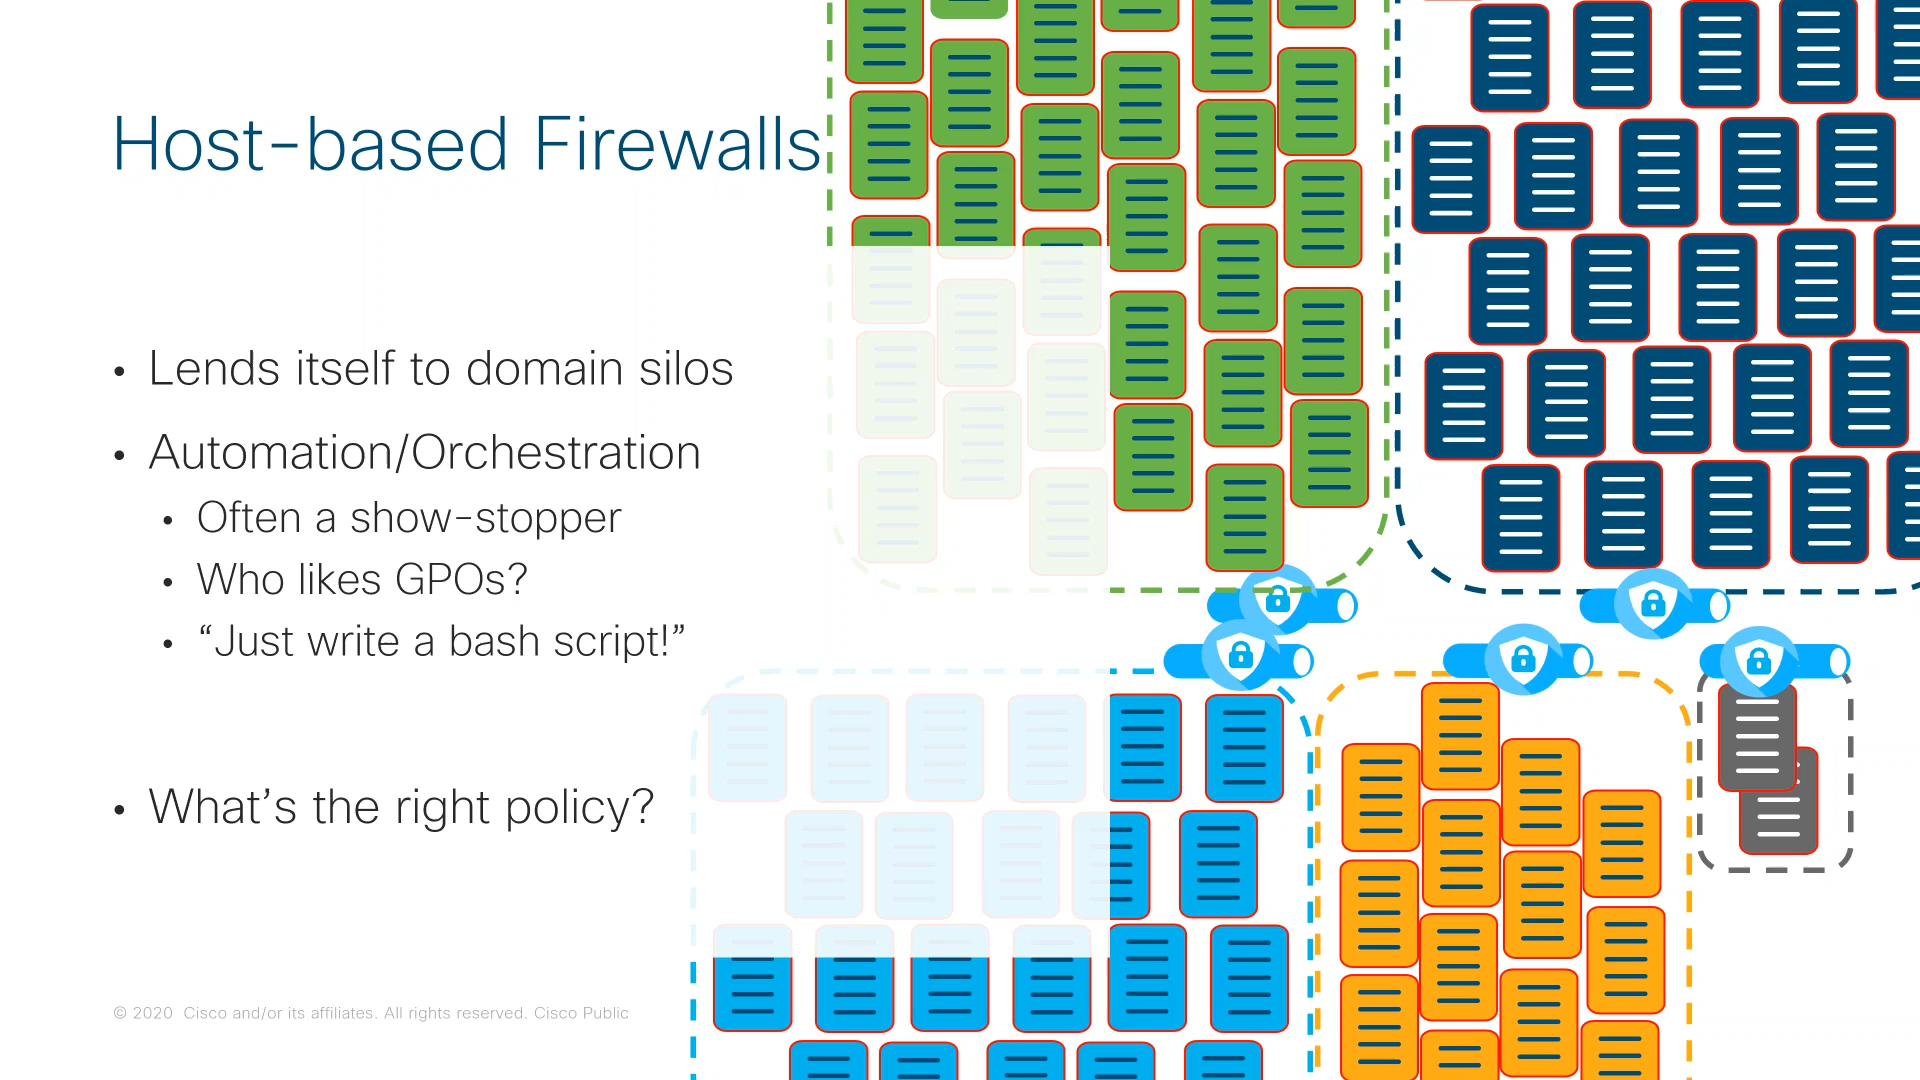 Host-based Firewalls
• Lends itself to domain silos
• Automation/Orchestration
• Often a show-stopper
• Who likes GPOs?
• “Just write a bash script!”
• What’s the right policy?
© 2020 Cisco and/or its affiliates. All rights reserved. Cisco Public